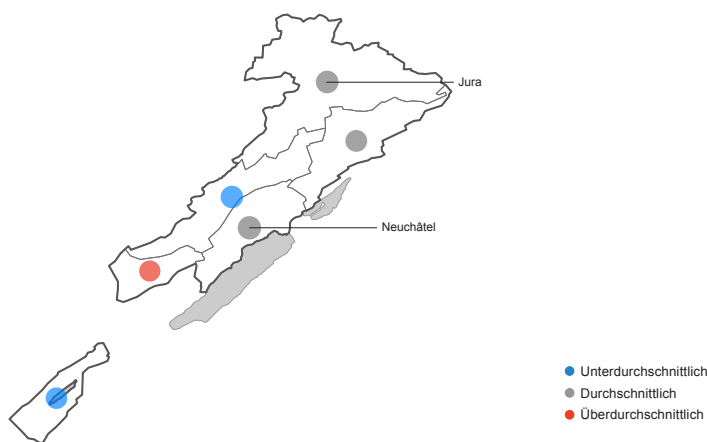 Jura
Neuchâtel
Unterdurchschnittlich
Durchschnittlich
Überdurchschnittlich